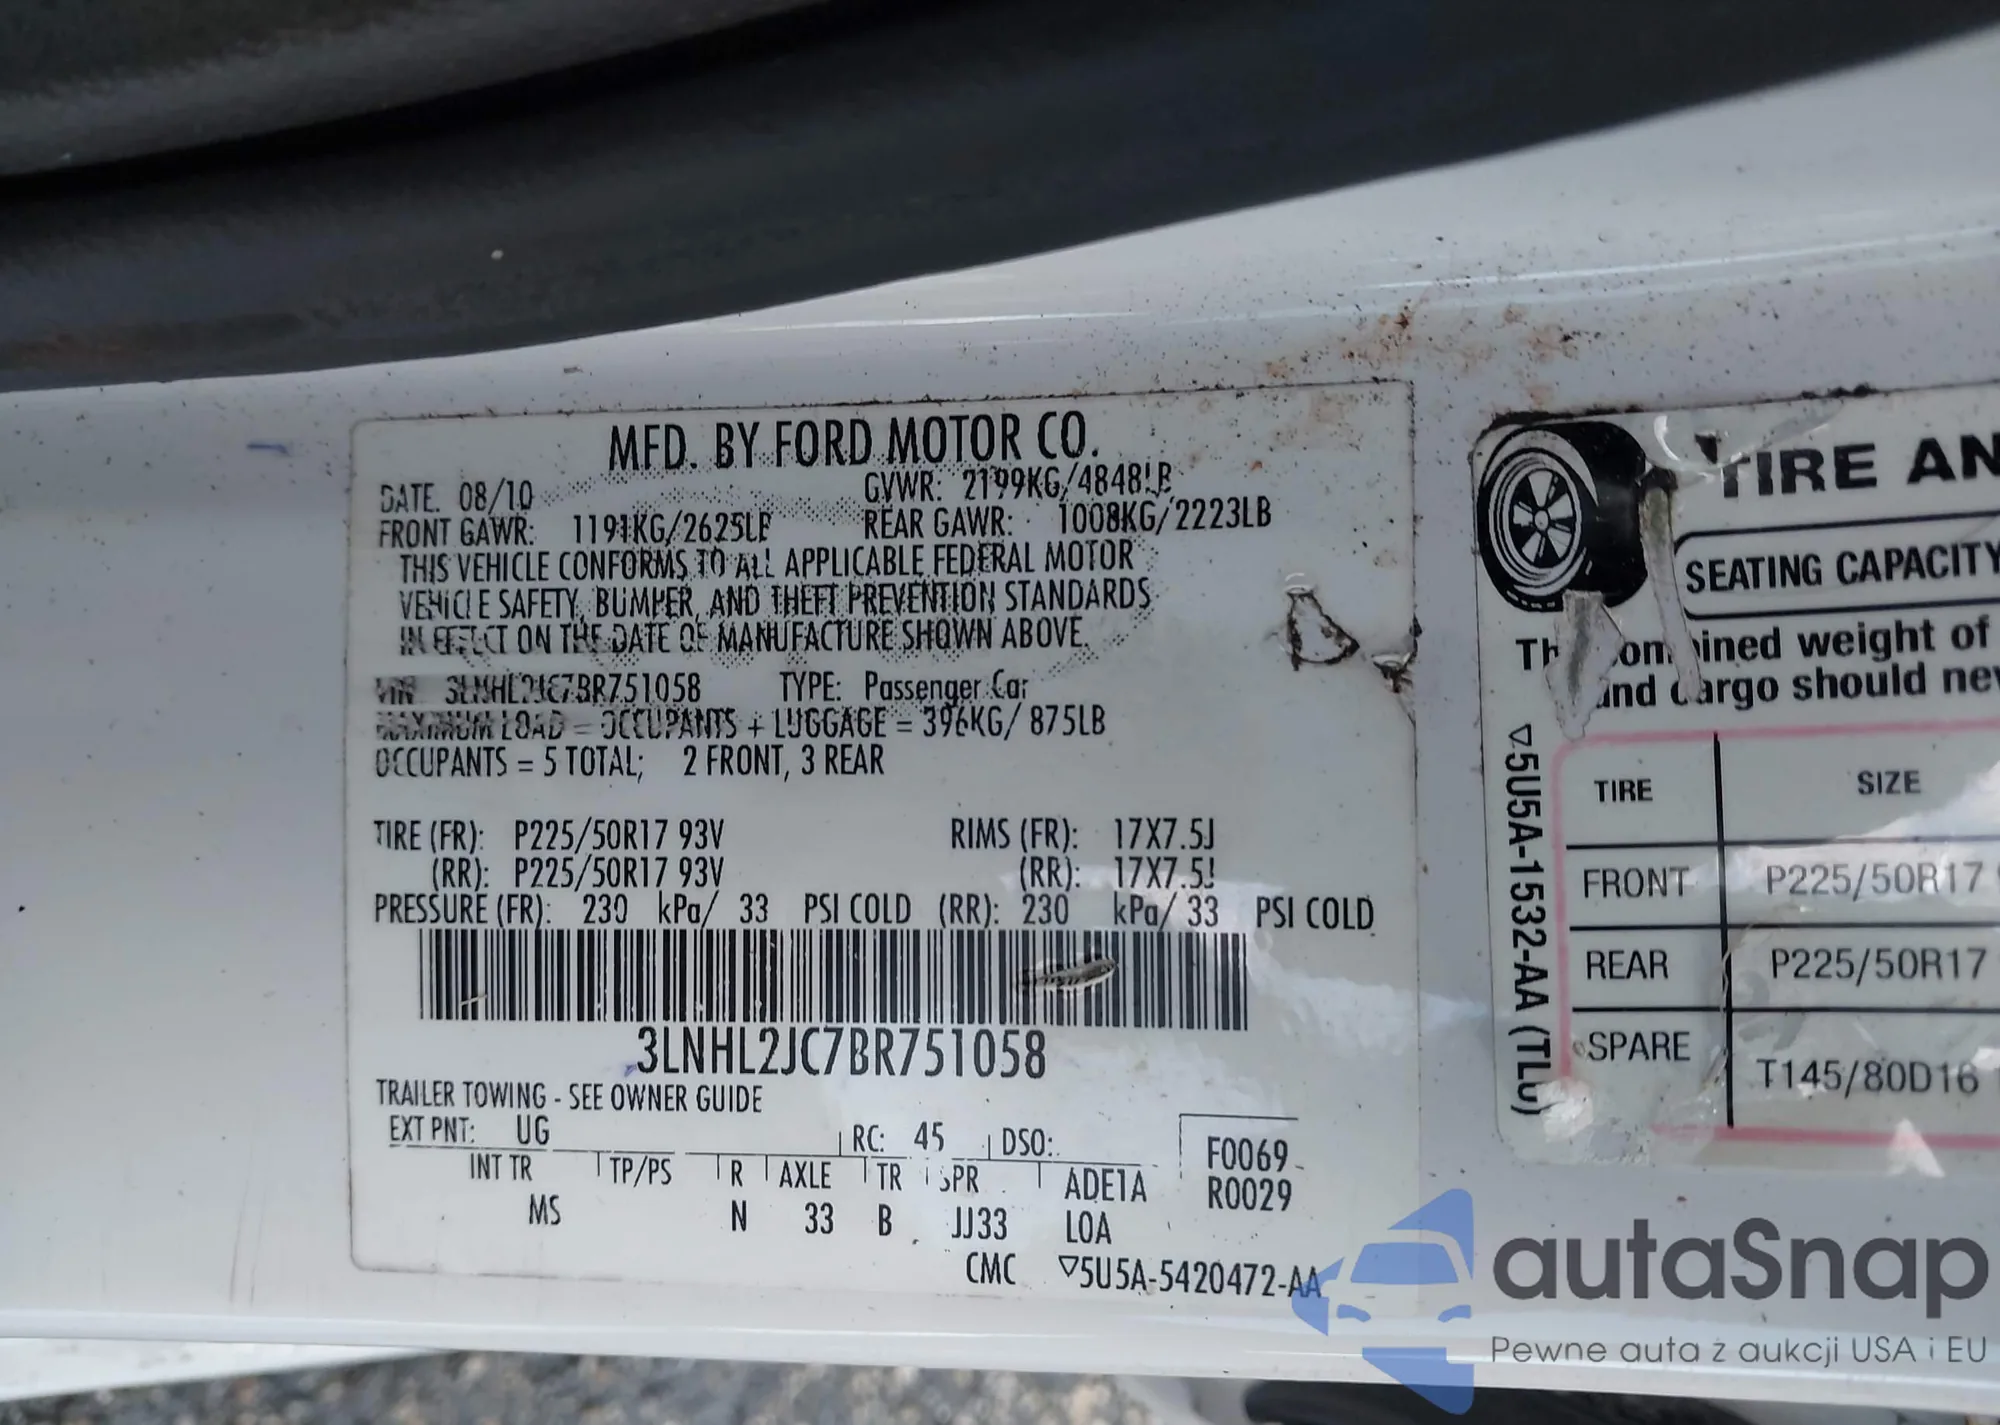 MFD. BY FORD MOTOR CO.
DATE. 08/10 GVWR: 2199KG/4848LB
FRONT GAWR: 1191KG/2625LB REAR GAWR: 1008KG/2223LB
THIS VEHICLE CONFORMS TO ALL APPLICABLE FEDERAL MOTOR
VEHICLE SAFETY, BUMPER, AND THEFT PREVENTION STANDARDS
IN EFFECT ON THE DATE OF MANUFACTURE SHOWN ABOVE.
VIN 3LNHL2JC7BR751058 TYPE: Passenger Car
MAXIMUM LOAD = OCCUPANTS + LUGGAGE = 396KG/ 875LB
OCCUPANTS = 5 TOTAL; 2 FRONT, 3 REAR
TIRE (FR): P225/50R17 93V RIMS (FR): 17X7.5J
(RR): P225/50R17 93V (RR): 17X7.5J
PRESSURE (FR): 230 kPa/ 33 PSI COLD (RR): 230 kPa/ 33 PSI COLD
3LNHL2JC7BR751058
TRAILER TOWING - SEE OWNER GUIDE
EXT PNT: UG RC: 45 DSO:
INT TR TP/PS R AXLE TR SPR ADE1A
MS N 33 B JJ33 LOA
F0069
R0029
CMC ▽5U5A-5420472-AA
TIRE AN
SEATING CAPACITY
The combined weight of
and cargo should nev
▽5U5A-1532-AA (TLU)
TIRE SIZE
FRONT P225/50R17
REAR P225/50R17
SPARE T145/80D16
autaSnap
Pewne auta z aukcji USA i EU